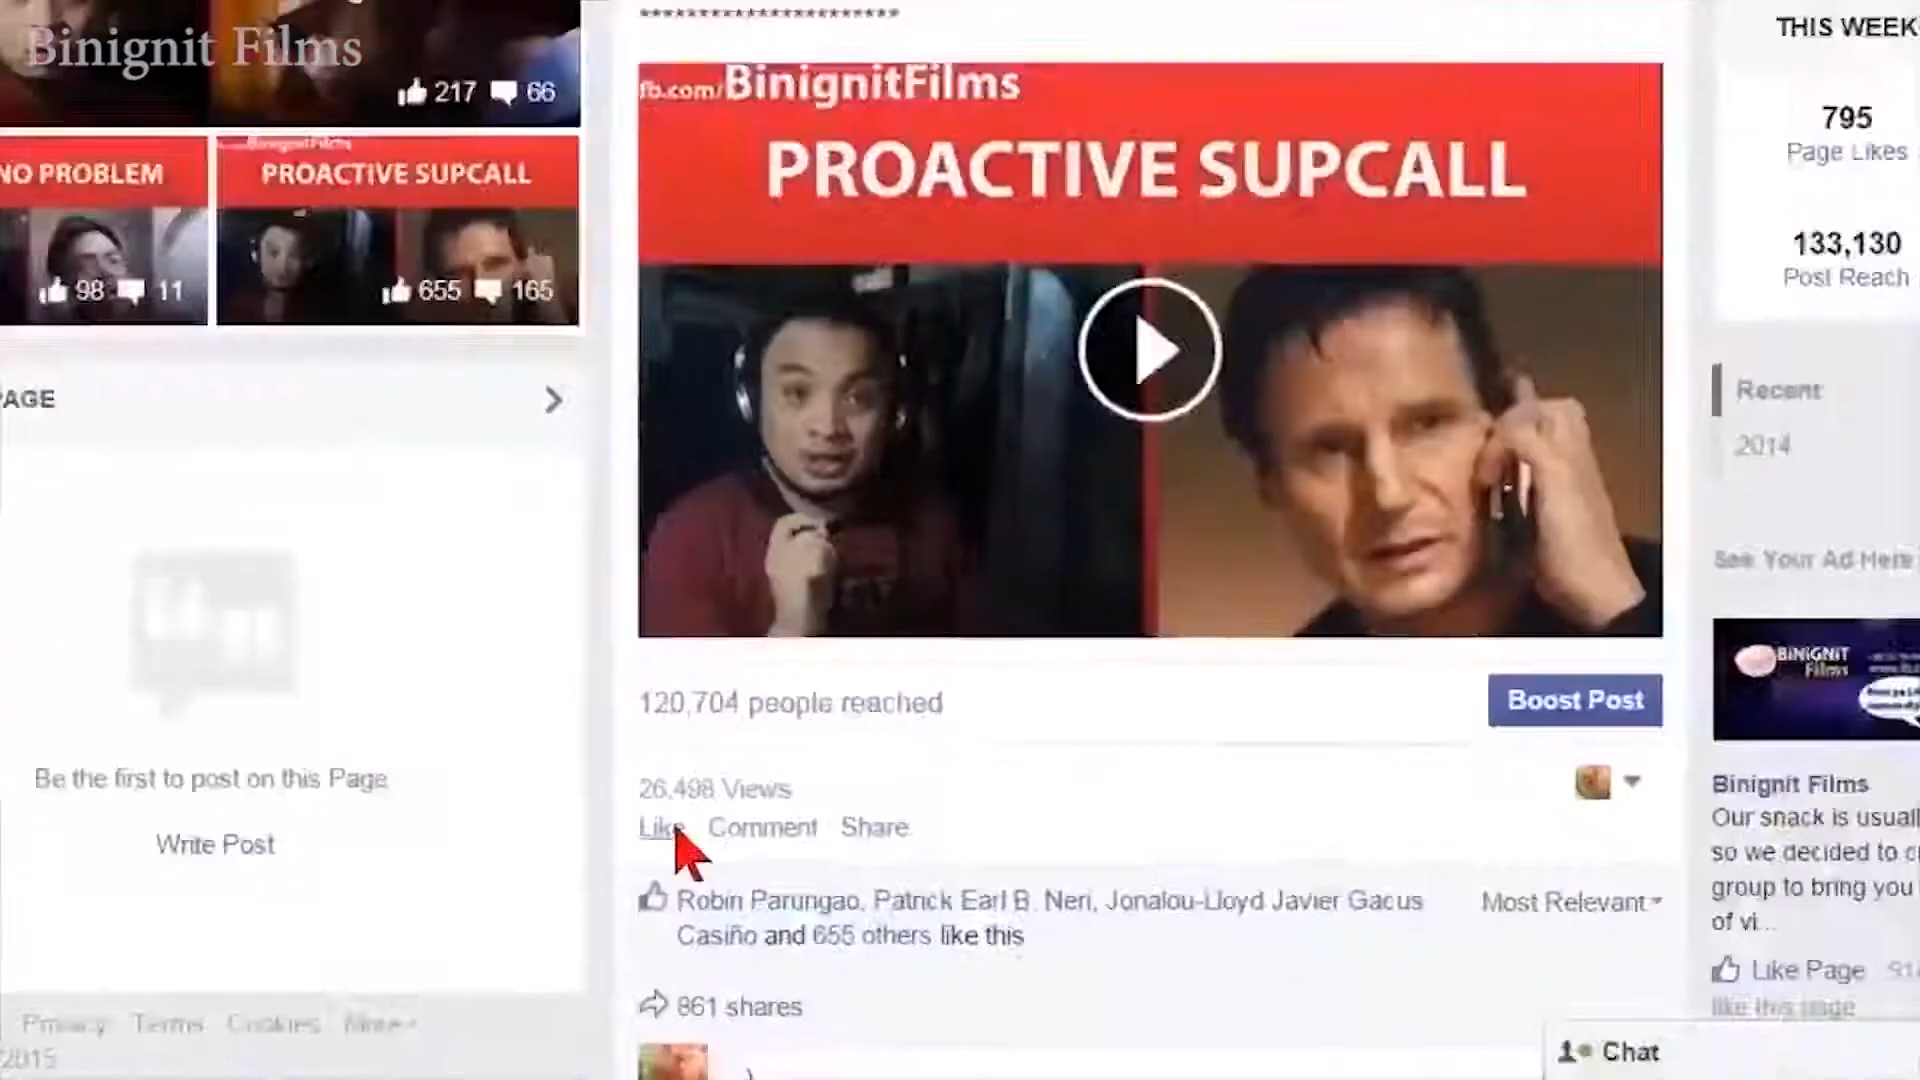 Binignit Films
217 66
NO PROBLEM
98 11
BinignitFilms
PROACTIVE SUPCALL
655 165
AGE
Be the first to post on this Page
Write Post
Privacy Terms Cookies More
2015
**********************
fb.com/BinignitFilms
PROACTIVE SUPCALL
120,704 people reached
Boost Post
26,498 Views
Like Comment Share
Robin Parungao, Patrick Earl B. Neri, Jonalou-Lloyd Javier Gacus
Casiño and 655 others like this
Most Relevant
861 shares
THIS WEEK
795
Page Likes
133,130
Post Reach
Recent
2014
See Your Ad Here
BiNiGNiT
Films
Binignit Films
Our snack is usuall
so we decided to c
group to bring you
of vi...
Like Page
like this page
Chat